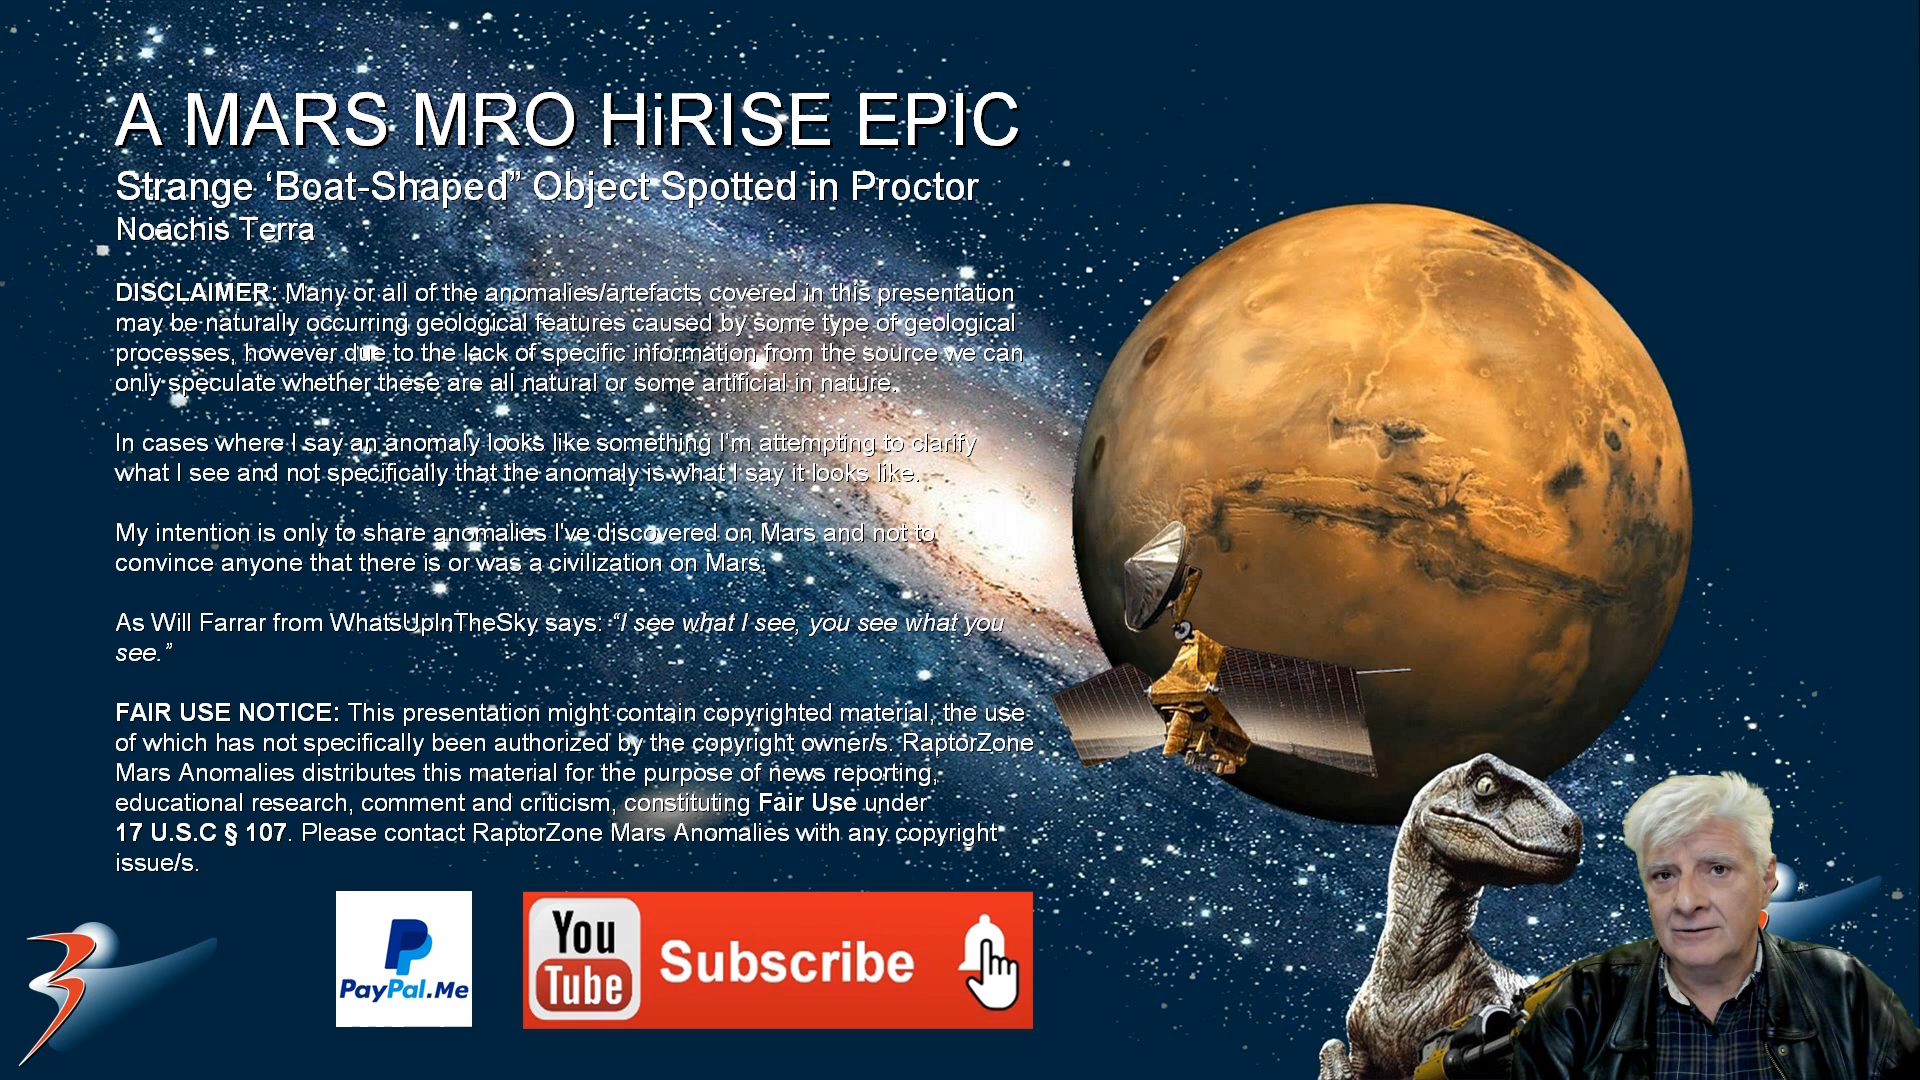 A MARS MRO HiRISE EPIC
Strange ‘Boat-Shaped” Object Spotted in Proctor
Noachis Terra
DISCLAIMER: Many or all of the anomalies/artefacts covered in this presentation
may be naturally occurring geological features caused by some type of geological
processes, however due to the lack of specific information from the source we can
only speculate whether these are all natural or some artificial in nature.
In cases where I say an anomaly looks like something I'm attempting to clarify
what I see and not specifically that the anomaly is what I say it looks like.
My intention is only to share anomalies I've discovered on Mars and not to
convince anyone that there is or was a civilization on Mars.
As Will Farrar from WhatsUpInTheSky says: “I see what I see, you see what you
see.”
FAIR USE NOTICE: This presentation might contain copyrighted material, the use
of which has not specifically been authorized by the copyright owner/s. RaptorZone
Mars Anomalies distributes this material for the purpose of news reporting,
educational research, comment and criticism, constituting Fair Use under
17 U.S.C § 107. Please contact RaptorZone Mars Anomalies with any copyright
issue/s.
PayPal.Me
You
Tube
Subscribe